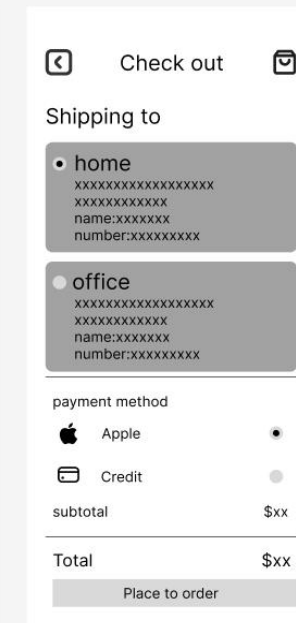 Check out
Shipping to
home
xxxxxxxxxxxxxxxxxx
xxxxxxxxxxxx
name:xxxxxxx
number:xxxxxxxxx
office
xxxxxxxxxxxxxxxxxx
xxxxxxxxxxxx
name:xxxxxxx
number:xxxxxxxxx
payment method
Apple
Credit
subtotal $xx
Total $xx
Place to order